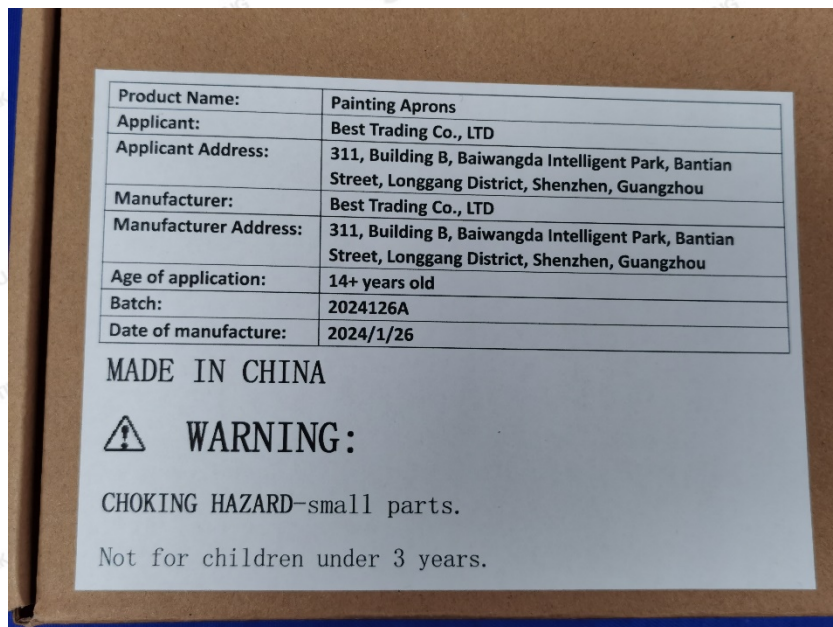 Product Name: Painting Aprons
Applicant: Best Trading Co., LTD
Applicant Address: 311, Building B, Baiwangda Intelligent Park, Bantian
Street, Longgang District, Shenzhen, Guangzhou
Manufacturer: Best Trading Co., LTD
Manufacturer Address: 311, Building B, Baiwangda Intelligent Park, Bantian
Street, Longgang District, Shenzhen, Guangzhou
Age of application: 14+ years old
Batch: 2024126A
Date of manufacture: 2024/1/26
MADE IN CHINA
WARNING:
CHOKING HAZARD-small parts.
Not for children under 3 years.